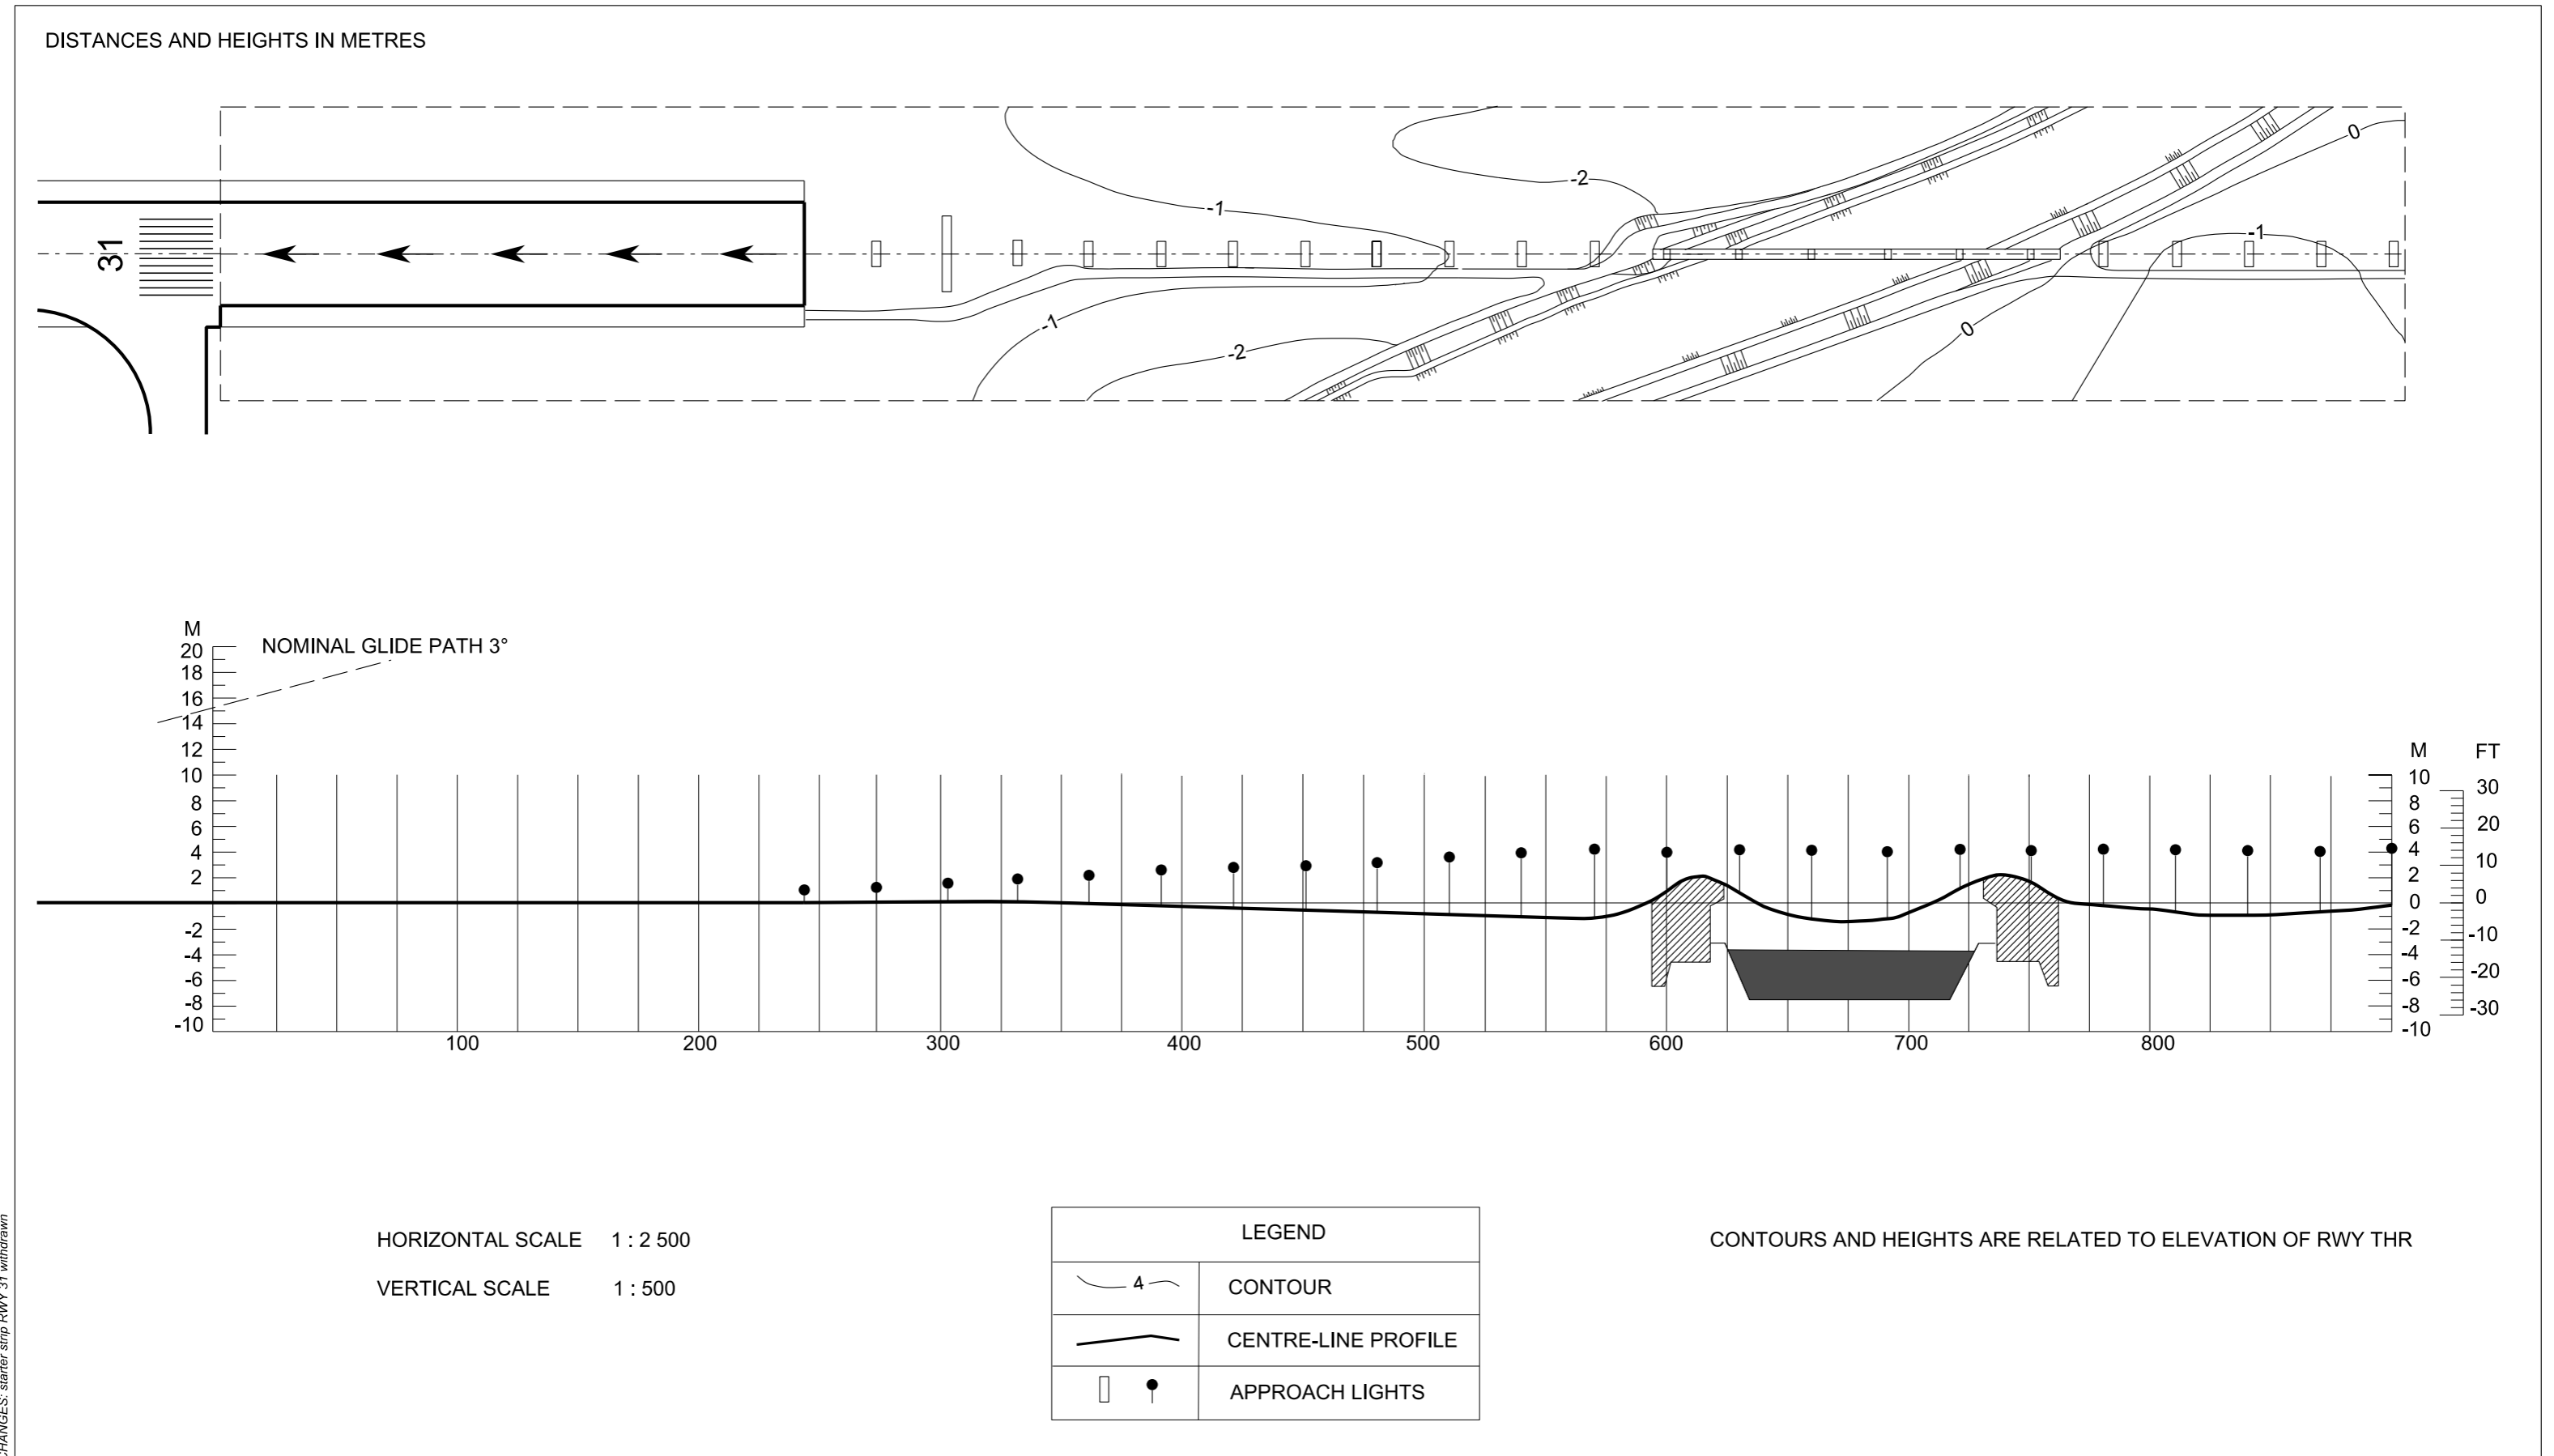 DISTANCES AND HEIGHTS IN METRES
31
-1
-2
0
-1
-1
-2
0
M
20
18
16
14
12
10
8
6
4
2
-2
-4
-6
-8
-10
NOMINAL GLIDE PATH 3°
M
10
8
6
4
2
0
-2
-4
-6
-8
-10
FT
30
20
10
0
-10
-20
-30
100 200 300 400 500 600 700 800
HORIZONTAL SCALE 1 : 2 500
VERTICAL SCALE 1 : 500
LEGEND
4 CONTOUR
CENTRE-LINE PROFILE
APPROACH LIGHTS
CONTOURS AND HEIGHTS ARE RELATED TO ELEVATION OF RWY THR
CHANGES: starter strip RWY 31 withdrawn